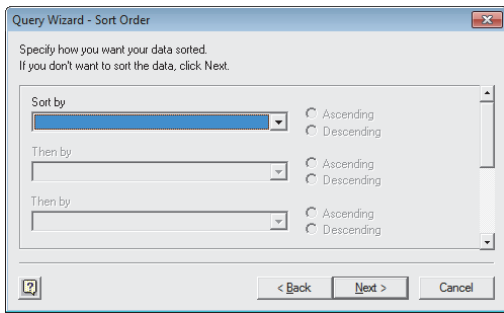 Query Wizard - Sort Order
Specify how you want your data sorted.
If you don't want to sort the data, click Next.
Sort by
Ascending
Descending
Then by
Ascending
Descending
Then by
Ascending
Descending
?
< Back
Next >
Cancel